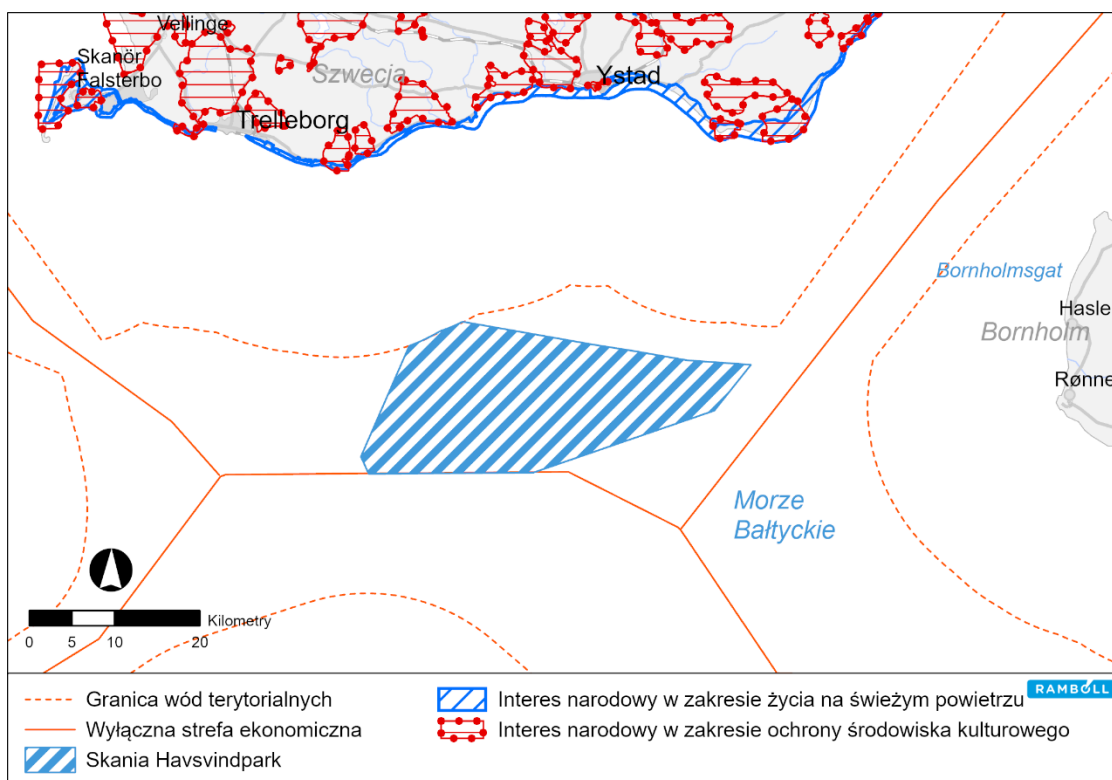 Vellinge
Skanör
Falsterbo
Szwecja
Ystad
Trelleborg
Bornholmsgat
Hasle
Bornholm
Rønne
Morze
Bałtyckie
Kilometry
0 5 10 20
Granica wód terytorialnych
Wyłączna strefa ekonomiczna
Skania Havsvindpark
Interes narodowy w zakresie życia na świeżym powietrzu
Interes narodowy w zakresie ochrony środowiska kulturowego
RAMBOLL